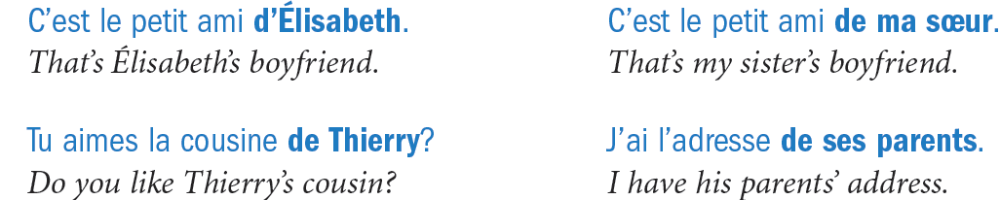 C’est le petit ami d’Élisabeth.
That’s Élisabeth’s boyfriend.
C’est le petit ami de ma sœur.
That’s my sister’s boyfriend.
Tu aimes la cousine de Thierry?
Do you like Thierry’s cousin?
J’ai l’adresse de ses parents.
I have his parents’ address.